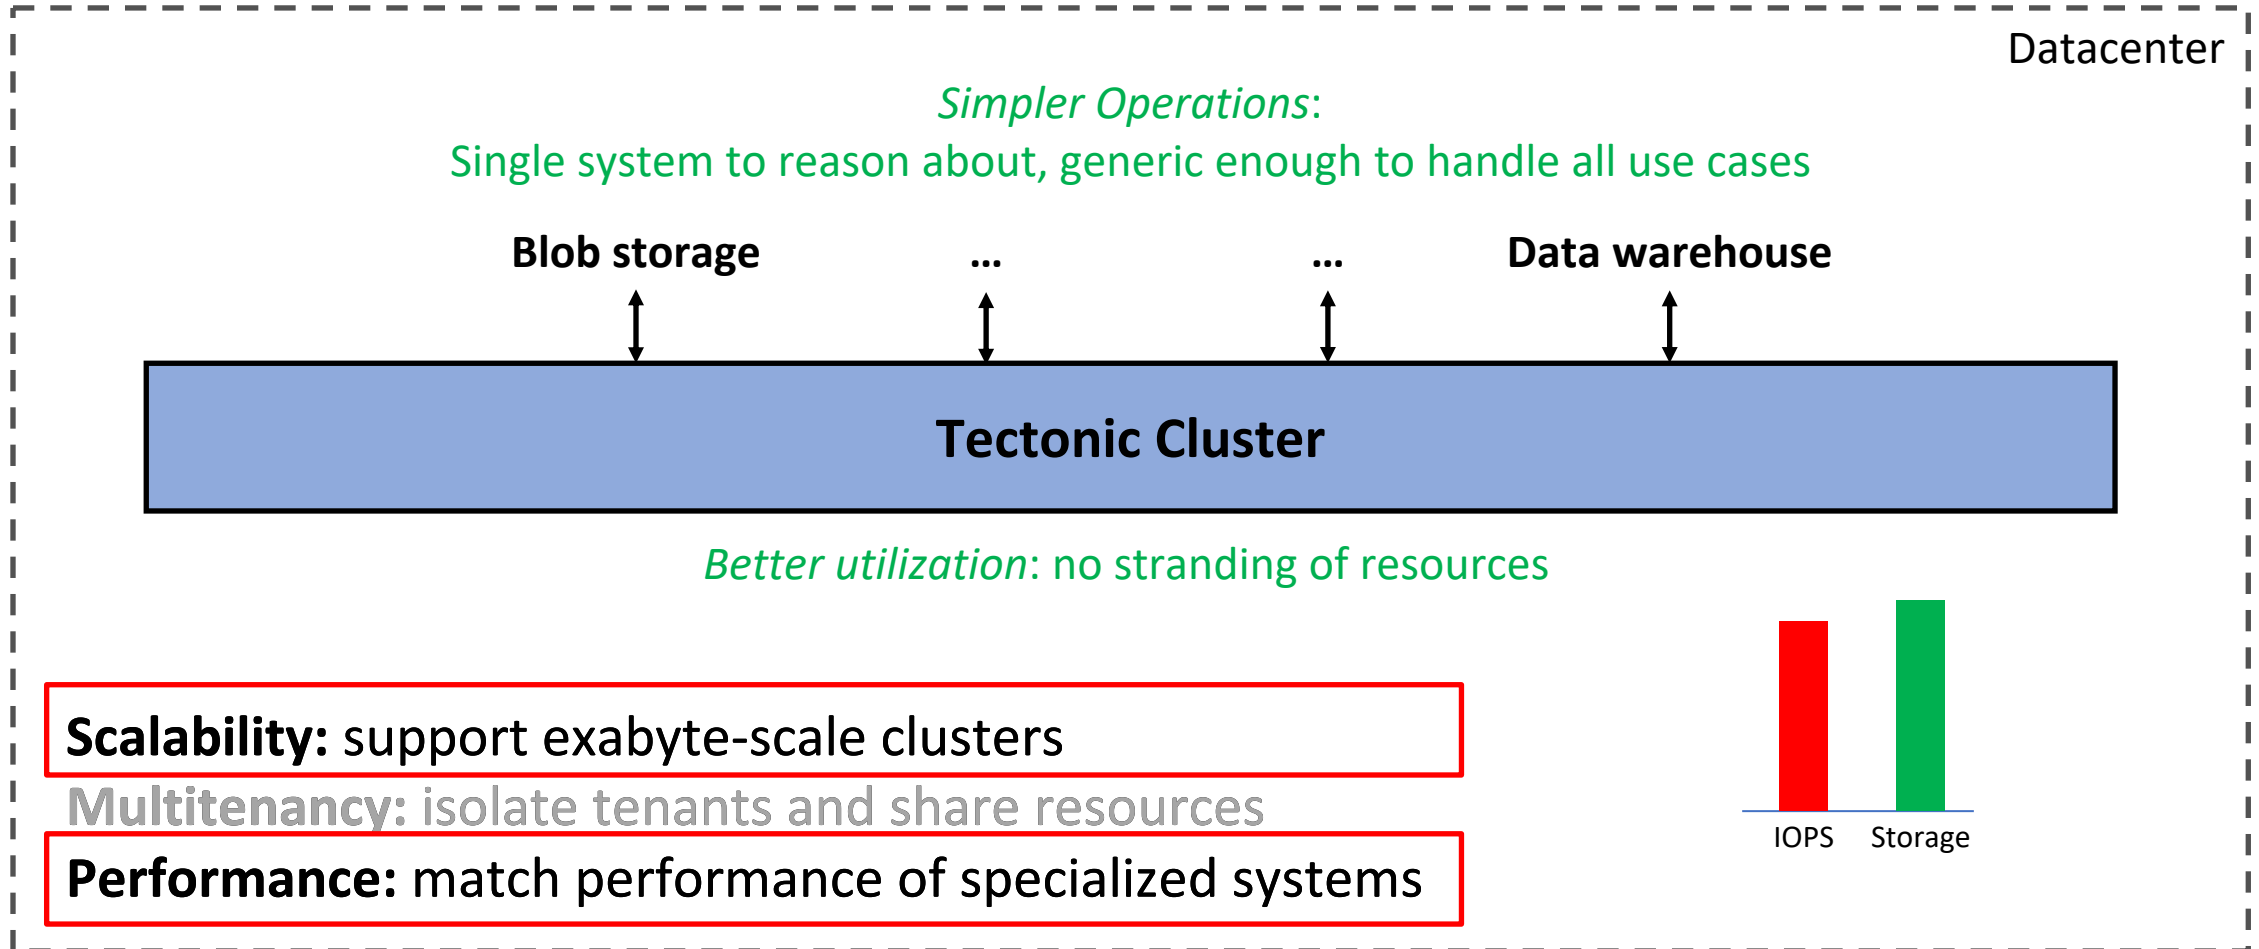 Datacenter
Simpler Operations:
Single system to reason about, generic enough to handle all use cases
Blob storage
...
...
Data warehouse
Tectonic Cluster
Better utilization: no stranding of resources
Scalability: support exabyte-scale clusters
Multitenancy: isolate tenants and share resources
Performance: match performance of specialized systems
IOPS
Storage